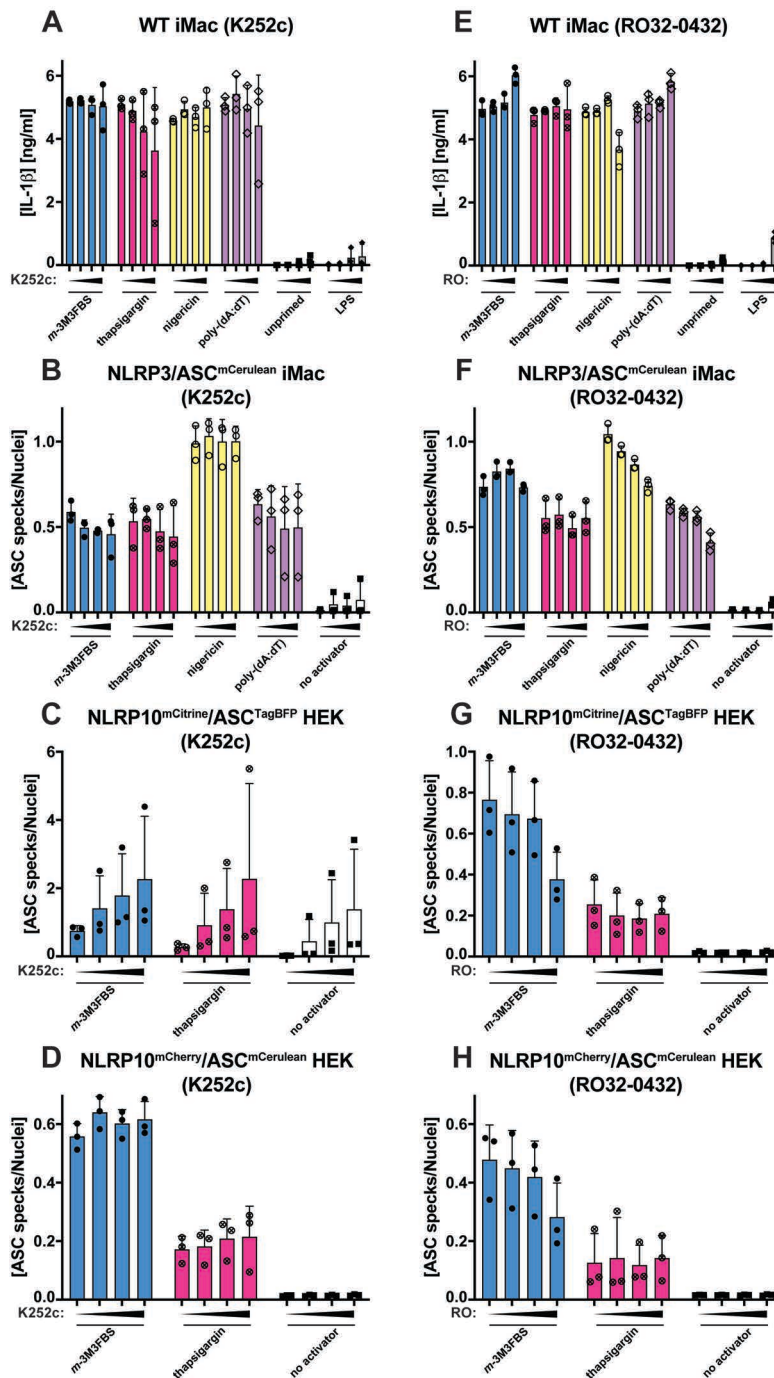 A
WT iMac (K252c)
[IL-1β] [ng/ml]
6
4
2
0
K252c:
m-3M3FBS
thapsigargin
nigericin
poly-(dA:dT)
unprimed
LPS
E
WT iMac (RO32-0432)
[IL-1β] [ng/ml]
6
4
2
0
RO:
m-3M3FBS
thapsigargin
nigericin
poly-(dA:dT)
unprimed
LPS
B
NLRP3/ASCmCerulean iMac
(K252c)
[ASC specks/Nuclei]
1.0
0.5
0.0
K252c:
m-3M3FBS
thapsigargin
nigericin
poly-(dA:dT)
no activator
F
NLRP3/ASCmCerulean iMac
(RO32-0432)
[ASC specks/Nuclei]
1.0
0.5
0.0
RO:
m-3M3FBS
thapsigargin
nigericin
poly-(dA:dT)
no activator
C
NLRP10mCitrine/ASCTagBFP HEK
(K252c)
[ASC specks/Nuclei]
6
4
2
0
K252c:
m-3M3FBS
thapsigargin
no activator
G
NLRP10mCitrine/ASCTagBFP HEK
(RO32-0432)
[ASC specks/Nuclei]
1.0
0.8
0.6
0.4
0.2
0.0
RO:
m-3M3FBS
thapsigargin
no activator
D
NLRP10mCherry/ASCmCerulean HEK
(K252c)
[ASC specks/Nuclei]
0.6
0.4
0.2
0.0
K252c:
m-3M3FBS
thapsigargin
no activator
H
NLRP10mCherry/ASCmCerulean HEK
(RO32-0432)
[ASC specks/Nuclei]
0.6
0.4
0.2
0.0
RO:
m-3M3FBS
thapsigargin
no activator